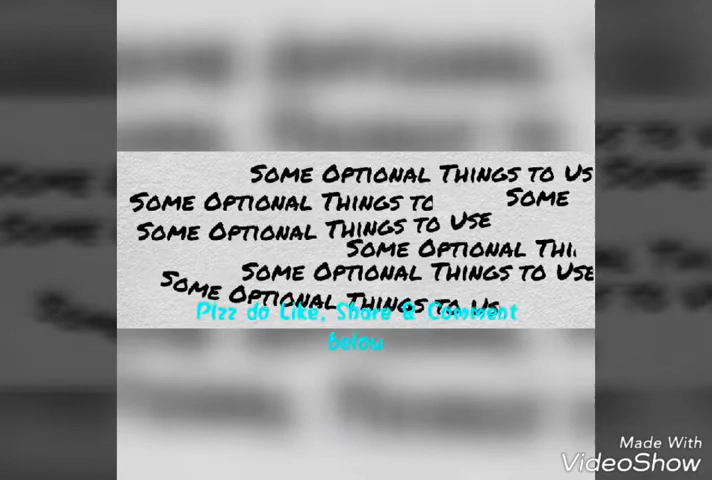 Some Optional Things to Us
Some Optional Things to
Some
Some Optional Things to Use
Some Optional Thi
Some Optional Things to Use
Some Optional Things to Us
Plzz do Like, Share & Comment
below
Made With
VideoShow